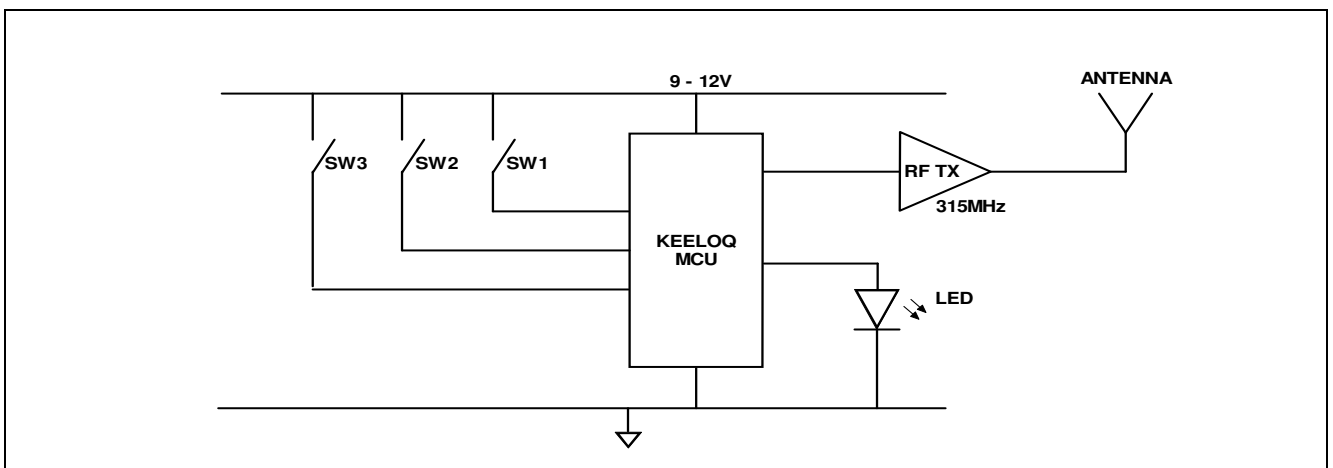 9 - 12V
ANTENNA
SW3
SW2
SW1
RF TX
315MHz
KEELOQ
MCU
LED